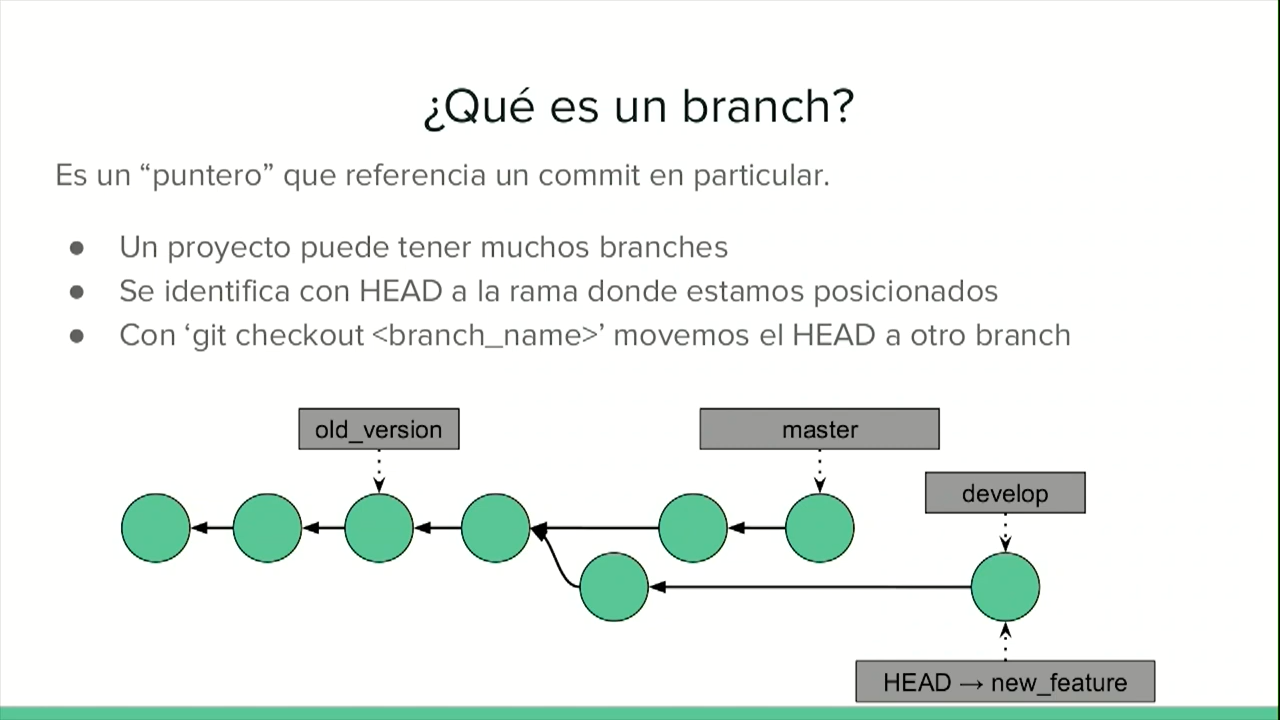 ¿Qué es un branch?
Es un “puntero” que referencia un commit en particular.
● Un proyecto puede tener muchos branches
● Se identifica con HEAD a la rama donde estamos posicionados
● Con ‘git checkout <branch_name>’ movemos el HEAD a otro branch
old_version
master
develop
HEAD → new_feature